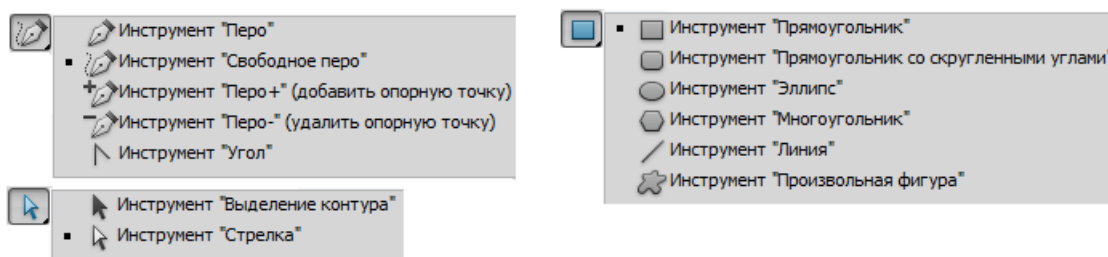 Инструмент "Перо"
Инструмент "Свободное перо"
Инструмент "Перо+" (добавить опорную точку)
Инструмент "Перо-" (удалить опорную точку)
Инструмент "Угол"
Инструмент "Выделение контура"
Инструмент "Стрелка"
Инструмент "Прямоугольник"
Инструмент "Прямоугольник со скругленными углами"
Инструмент "Эллипс"
Инструмент "Многоугольник"
Инструмент "Линия"
Инструмент "Произвольная фигура"